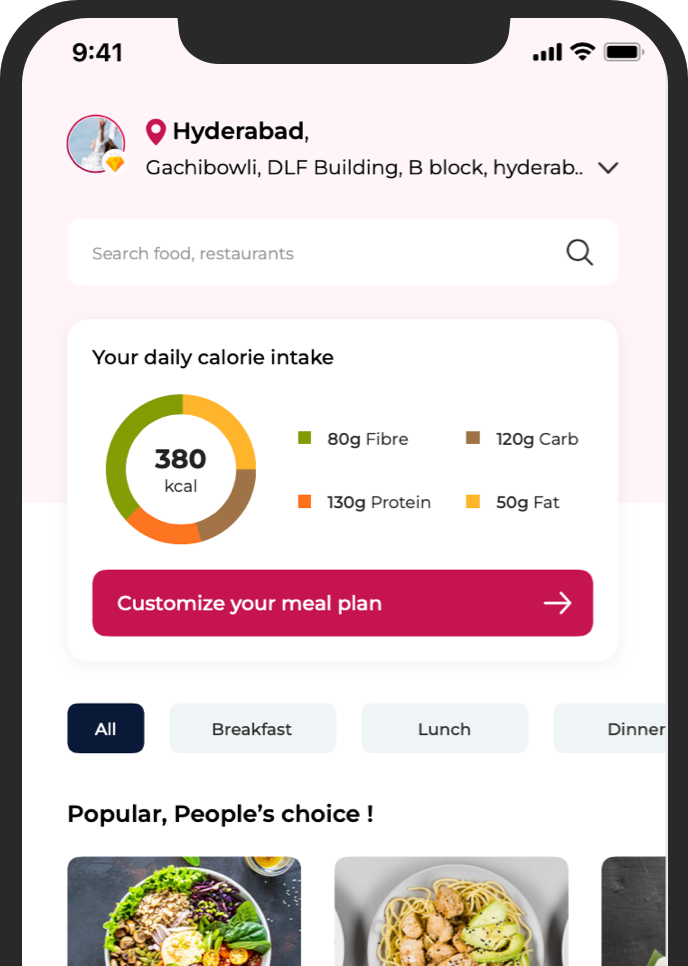 9:41
Hyderabad,
Gachibowli, DLF Building, B block, hyderab..
Search food, restaurants
Your daily calorie intake
380
kcal
80g Fibre
120g Carb
130g Protein
50g Fat
Customize your meal plan
All
Breakfast
Lunch
Dinner
Popular, People’s choice !